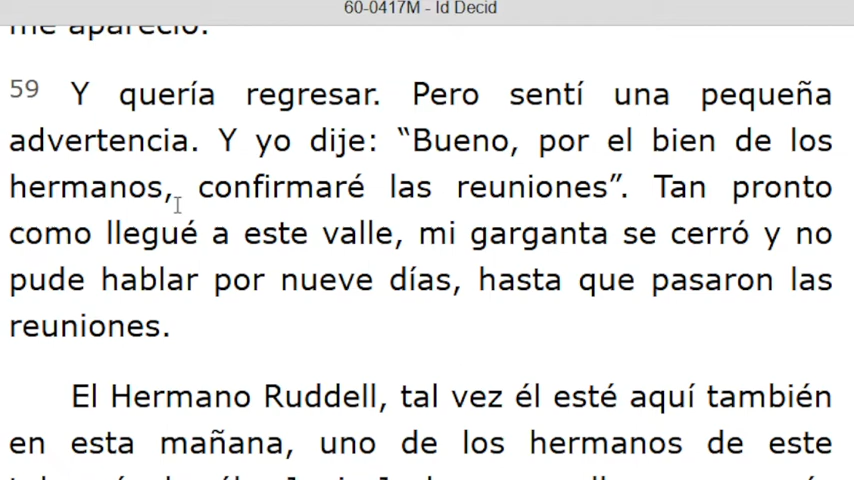 60-0417M - Id Decid
me apareció.
59 Y quería regresar. Pero sentí una pequeña
advertencia. Y yo dije: “Bueno, por el bien de los
hermanos, confirmaré las reuniones”. Tan pronto
como llegué a este valle, mi garganta se cerró y no
pude hablar por nueve días, hasta que pasaron las
reuniones.
El Hermano Ruddell, tal vez él esté aquí también
en esta mañana, uno de los hermanos de este